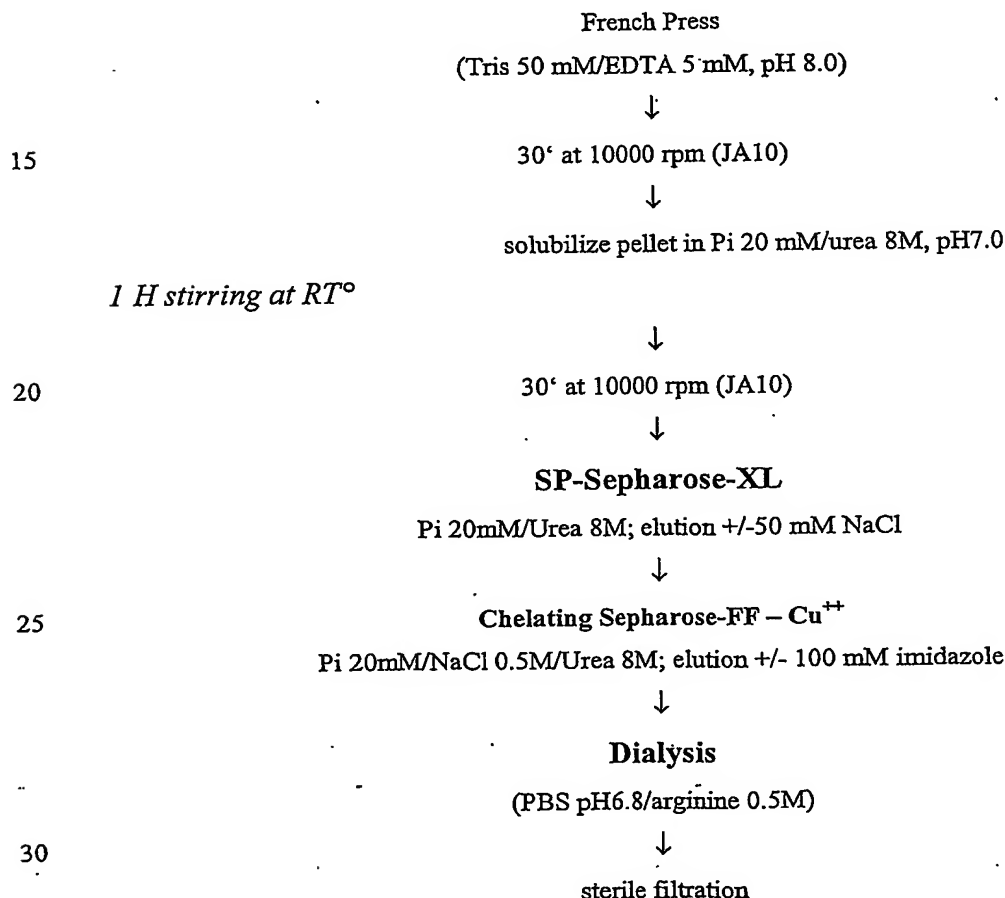 French Press
(Tris 50 mM/EDTA 5 mM, pH 8.0)
↓
15 30‘ at 10000 rpm (JA10)
↓
solubilize pellet in Pi 20 mM/urea 8M, pH7.0
1 H stirring at RT°
↓
20 30‘ at 10000 rpm (JA10)
↓
SP-Sepharose-XL
Pi 20mM/Urea 8M; elution +/-50 mM NaCl
↓
25 Chelating Sepharose-FF – Cu⁺⁺
Pi 20mM/NaCl 0.5M/Urea 8M; elution +/- 100 mM imidazole
↓
Dialysis
(PBS pH6.8/arginine 0.5M)
30 ↓
sterile filtration